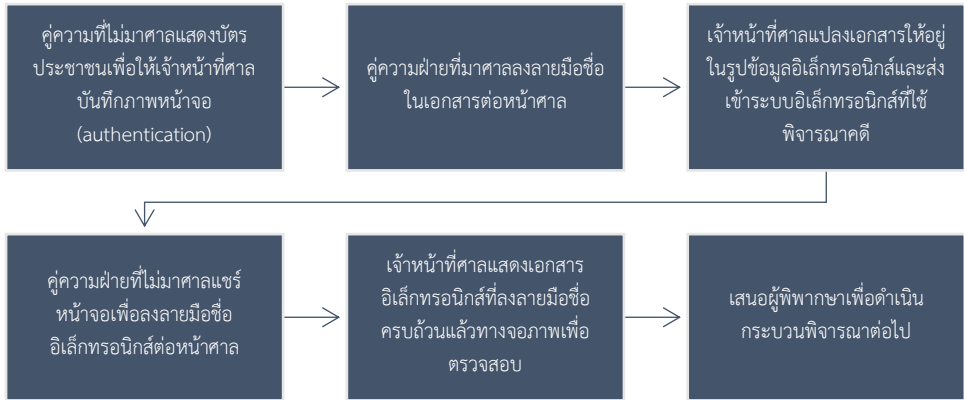 คู่ความที่ไม่มาศาลแสดงบัตร
ประชาชนเพื่อให้เจ้าหน้าที่ศาล
บันทึกภาพหน้าจอ
(authentication)
คู่ความฝ่ายที่มาศาลลงลายมือชื่อ
ในเอกสารต่อหน้าศาล
เจ้าหน้าที่ศาลแปลงเอกสารให้อยู่
ในรูปข้อมูลอิเล็กทรอนิกส์และส่ง
เข้าระบบอิเล็กทรอนิกส์ที่ใช้
พิจารณาคดี
คู่ความฝ่ายที่ไม่มาศาลแชร์
หน้าจอเพื่อลงลายมือชื่อ
อิเล็กทรอนิกส์ต่อหน้าศาล
เจ้าหน้าที่ศาลแสดงเอกสาร
อิเล็กทรอนิกส์ที่ลงลายมือชื่อ
ครบถ้วนแล้วทางจอภาพเพื่อ
ตรวจสอบ
เสนอผู้พิพากษาเพื่อดำเนิน
กระบวนพิจารณาต่อไป